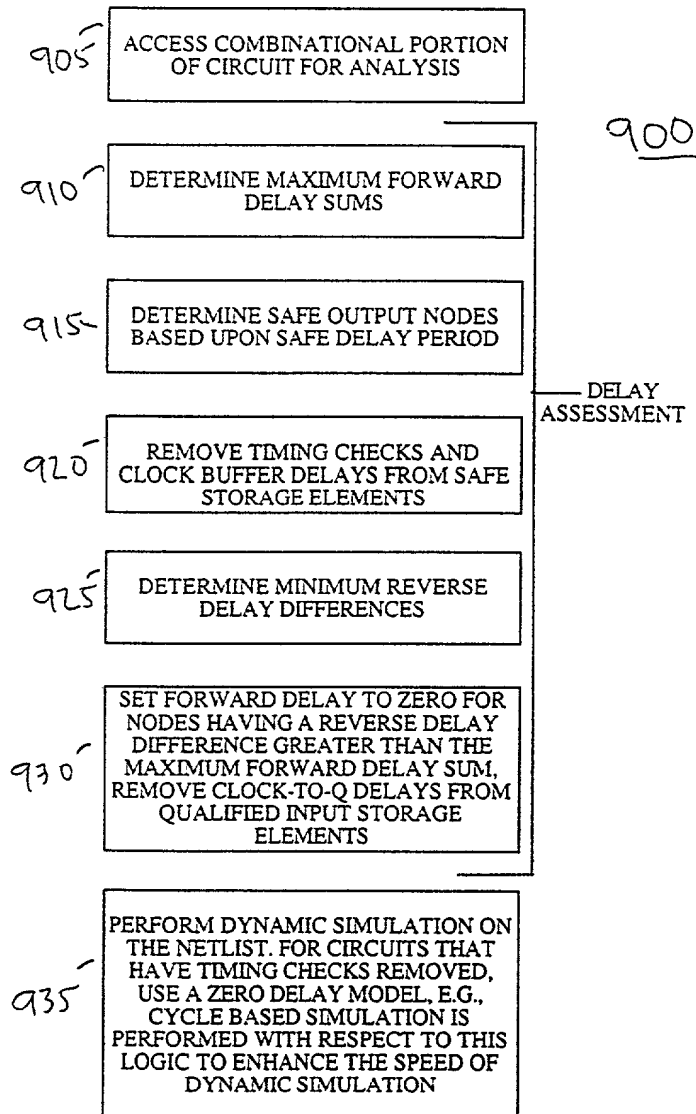 905
ACCESS COMBINATIONAL PORTION
OF CIRCUIT FOR ANALYSIS
900
910
DETERMINE MAXIMUM FORWARD
DELAY SUMS
915
DETERMINE SAFE OUTPUT NODES
BASED UPON SAFE DELAY PERIOD
DELAY
ASSESSMENT
920
REMOVE TIMING CHECKS AND
CLOCK BUFFER DELAYS FROM SAFE
STORAGE ELEMENTS
925
DETERMINE MINIMUM REVERSE
DELAY DIFFERENCES
930
SET FORWARD DELAY TO ZERO FOR
NODES HAVING A REVERSE DELAY
DIFFERENCE GREATER THAN THE
MAXIMUM FORWARD DELAY SUM,
REMOVE CLOCK-TO-Q DELAYS FROM
QUALIFIED INPUT STORAGE
ELEMENTS
935
PERFORM DYNAMIC SIMULATION ON
THE NETLIST. FOR CIRCUITS THAT
HAVE TIMING CHECKS REMOVED,
USE A ZERO DELAY MODEL, E.G.,
CYCLE BASED SIMULATION IS
PERFORMED WITH RESPECT TO THIS
LOGIC TO ENHANCE THE SPEED OF
DYNAMIC SIMULATION